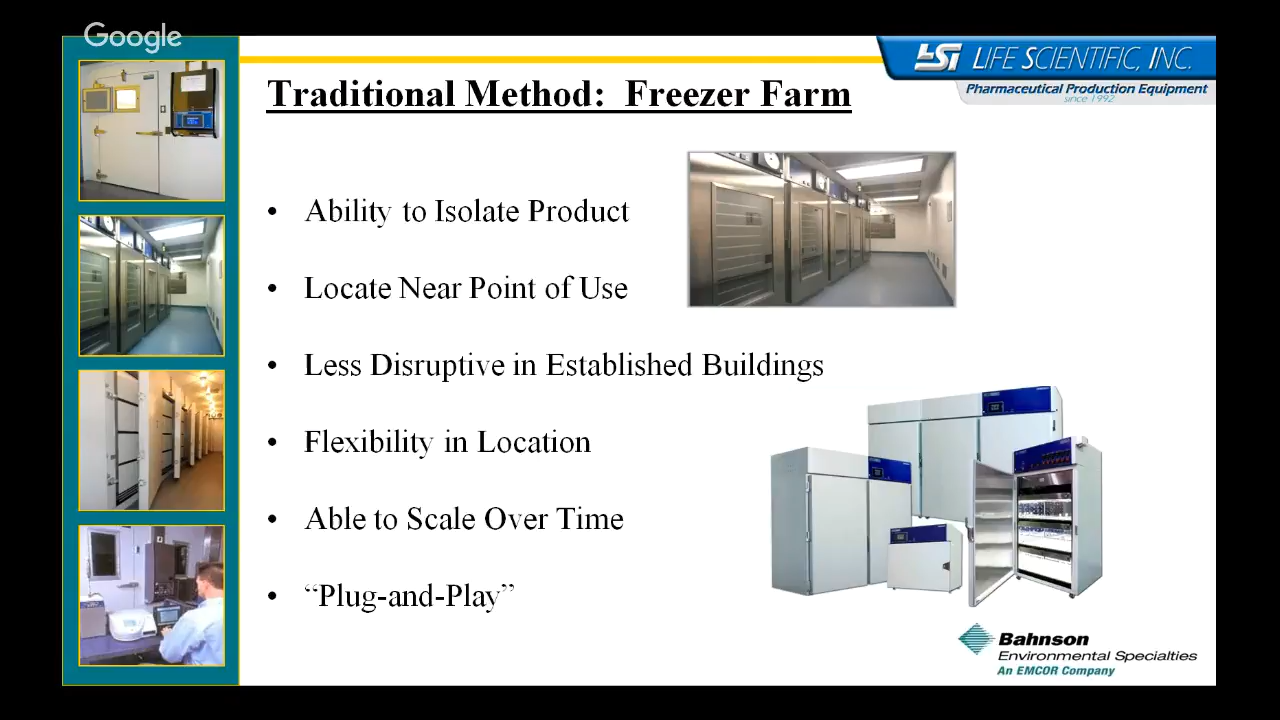 Google
LSI LIFE SCIENTIFIC, INC.
Pharmaceutical Production Equipment
since 1992
Traditional Method: Freezer Farm
• Ability to Isolate Product
• Locate Near Point of Use
• Less Disruptive in Established Buildings
• Flexibility in Location
• Able to Scale Over Time
• “Plug-and-Play”
Bahnson
Environmental Specialties
An EMCOR Company